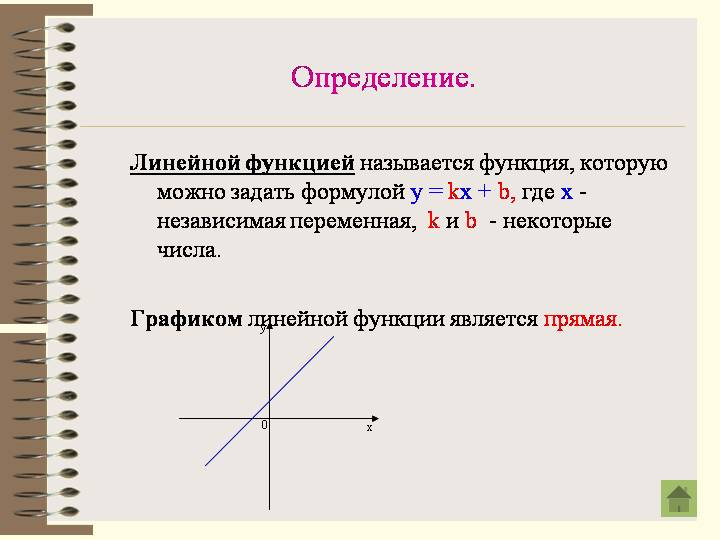 Определение.
Линейной функцией называется функция, которую
можно задать формулой y = kx + b, где x -
независимая переменная, k и b - некоторые
числа.
Графиком линейной функции является прямая.
y
0
x